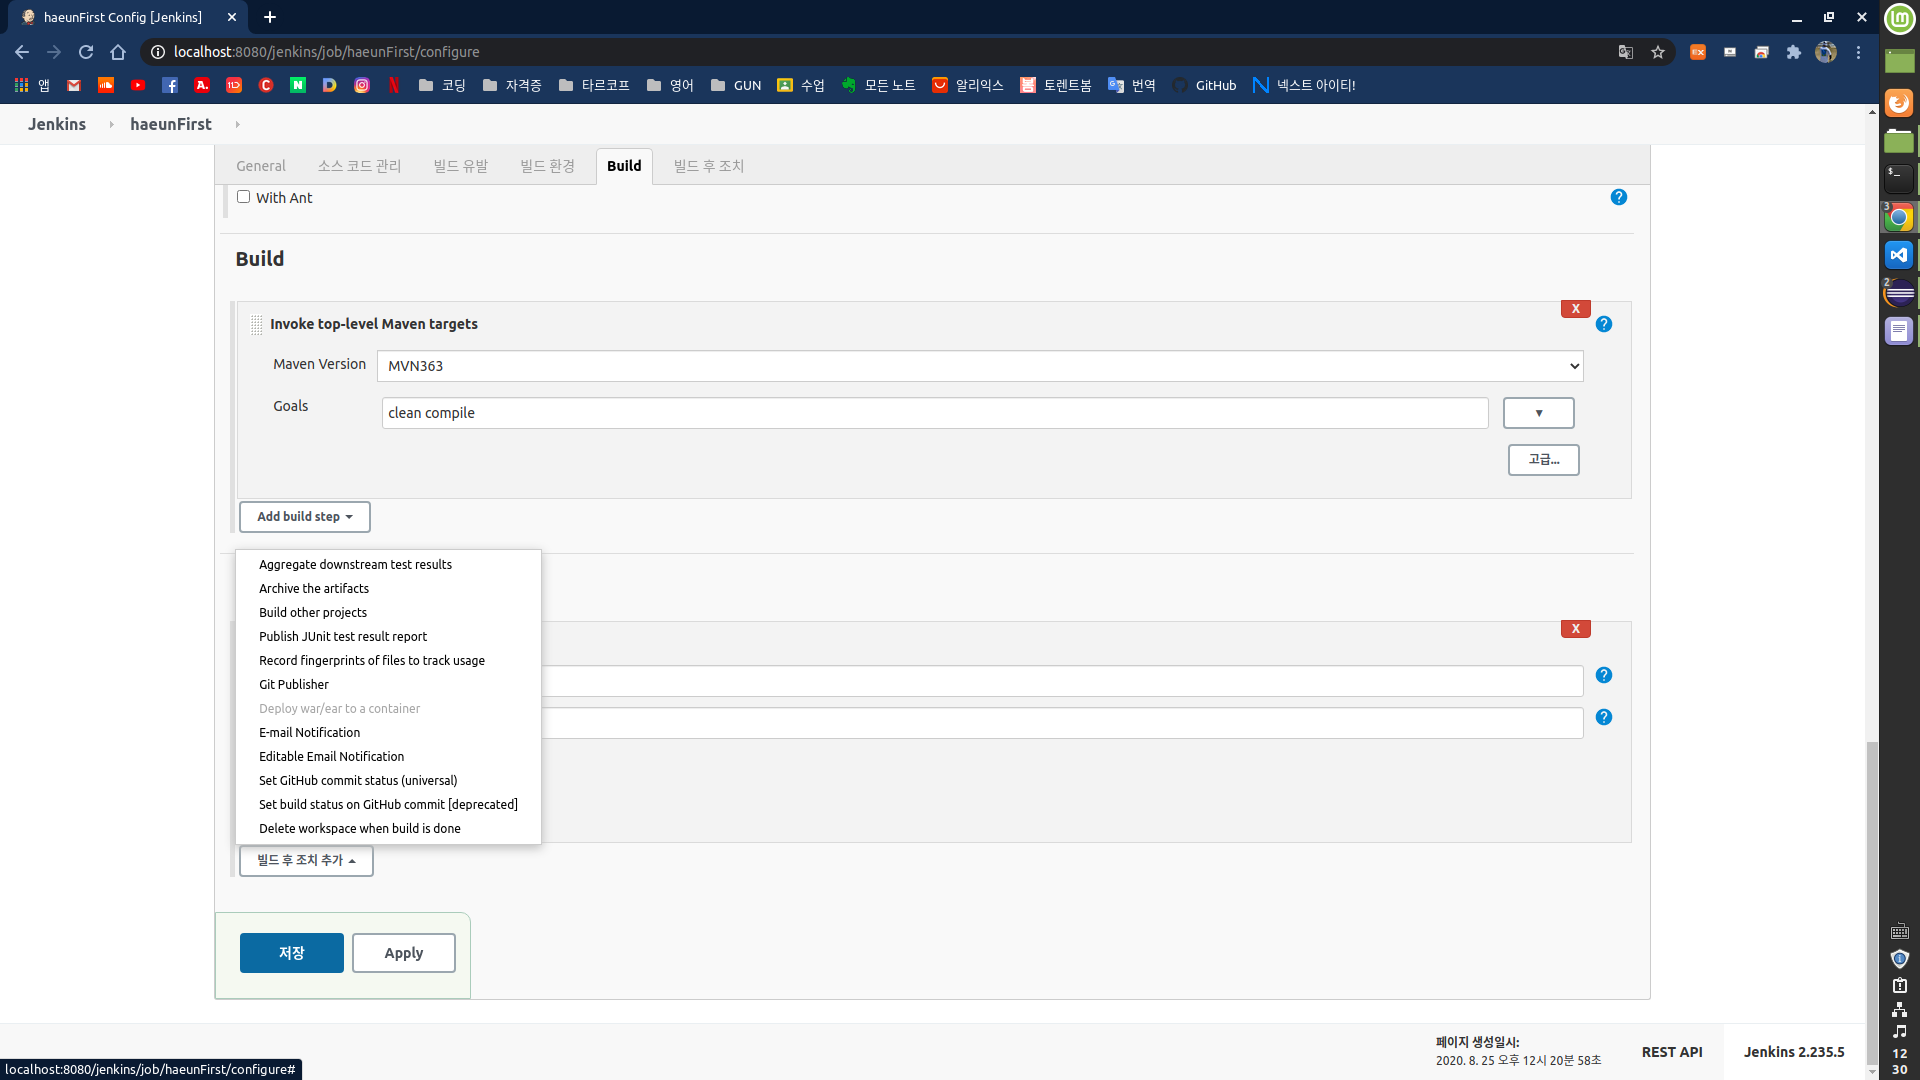 haeunFirst Config [Jenkins]
localhost:8080/jenkins/job/haeunFirst/configure
앱 코딩 자격증 타르코프 영어 GUN 수업 모든 노트 알리익스 토렌트봄 번역 GitHub 넥스트 아이티!
Jenkins haeunFirst
General 소스 코드 관리 빌드 유발 빌드 환경 Build 빌드 후 조치
With Ant
Build
Invoke top-level Maven targets
X
Maven Version MVN363
Goals clean compile
고급...
Add build step
Aggregate downstream test results
Archive the artifacts
Build other projects
Publish JUnit test result report
X
Record fingerprints of files to track usage
Git Publisher
Deploy war/ear to a container
E-mail Notification
Editable Email Notification
Set GitHub commit status (universal)
Set build status on GitHub commit [deprecated]
Delete workspace when build is done
빌드 후 조치 추가
저장 Apply
페이지 생성일시:
2020. 8. 25 오후 12시 20분 58초
REST API
Jenkins 2.235.5
localhost:8080/jenkins/job/haeunFirst/configure#
3
2
12
30